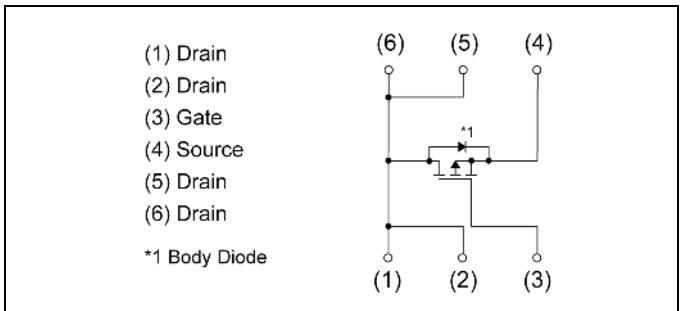 (1) Drain
(2) Drain
(3) Gate
(4) Source
(5) Drain
(6) Drain
*1 Body Diode
(6) (5) (4)
*1
(1) (2) (3)